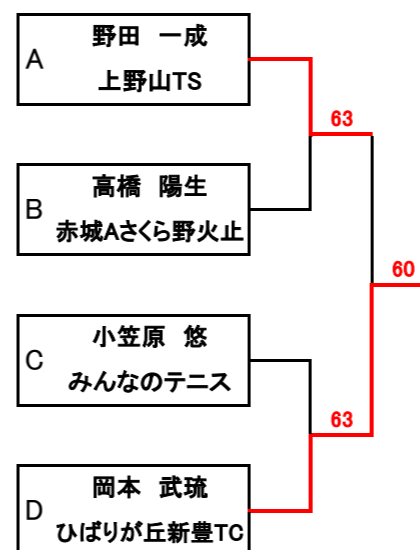 A
野田 一成
上野山TS
63
B
高橋 陽生
赤城Aさくら野火止
60
C
小笠原 悠
みんなのテニス
63
D
岡本 武琉
ひばりが丘新豊TC